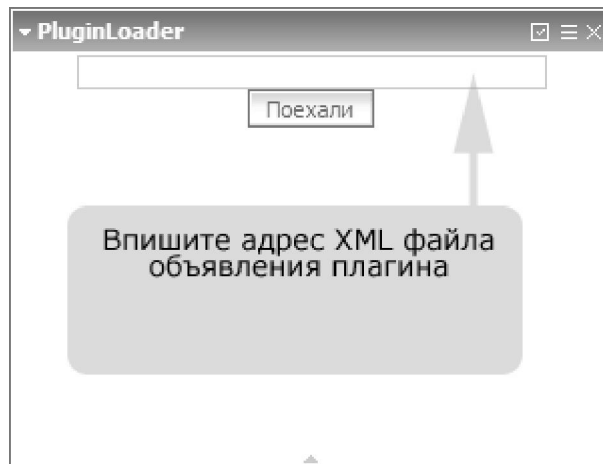 PluginLoader
Поехали
Впишите адрес XML файла
объявления плагина